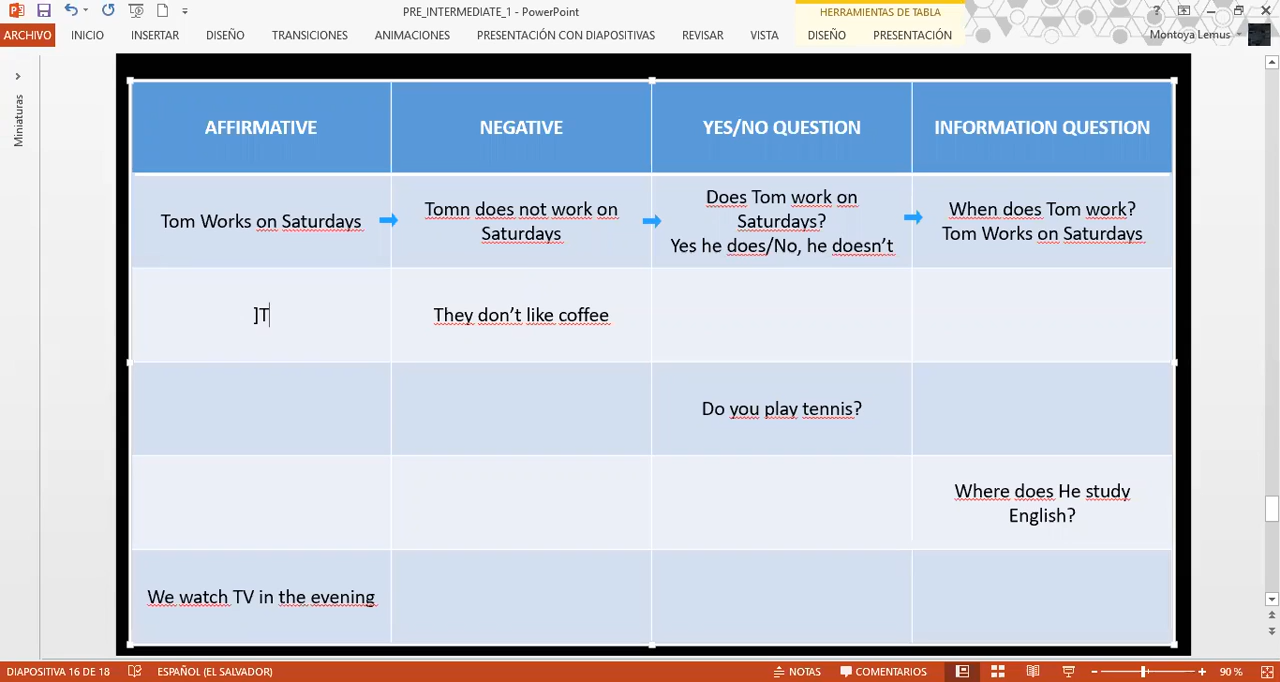 PRE_INTERMEDIATE_1 - PowerPoint
HERRAMIENTAS DE TABLA
?
ARCHIVO INICIO INSERTAR DISEÑO TRANSICIONES ANIMACIONES PRESENTACIÓN CON DIAPOSITIVAS REVISAR VISTA DISEÑO PRESENTACIÓN Montoya Lemus
Miniaturas
AFFIRMATIVE NEGATIVE YES/NO QUESTION INFORMATION QUESTION
Tom Works on Saturdays
Tomn does not work on
Saturdays
Does Tom work on
Saturdays?
Yes he does/No, he doesn’t
When does Tom work?
Tom Works on Saturdays
]T
They don’t like coffee
Do you play tennis?
Where does He study
English?
We watch TV in the evening
DIAPOSITIVA 16 DE 18 ESPAÑOL (EL SALVADOR) NOTAS COMENTARIOS 90 %